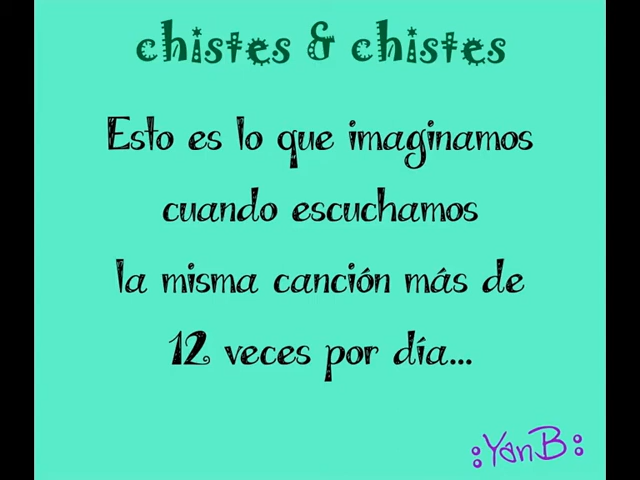 chistes & chistes
Esto es lo que imaginamos
cuando escuchamos
la misma canción más de
12 veces por día...
:YanB: